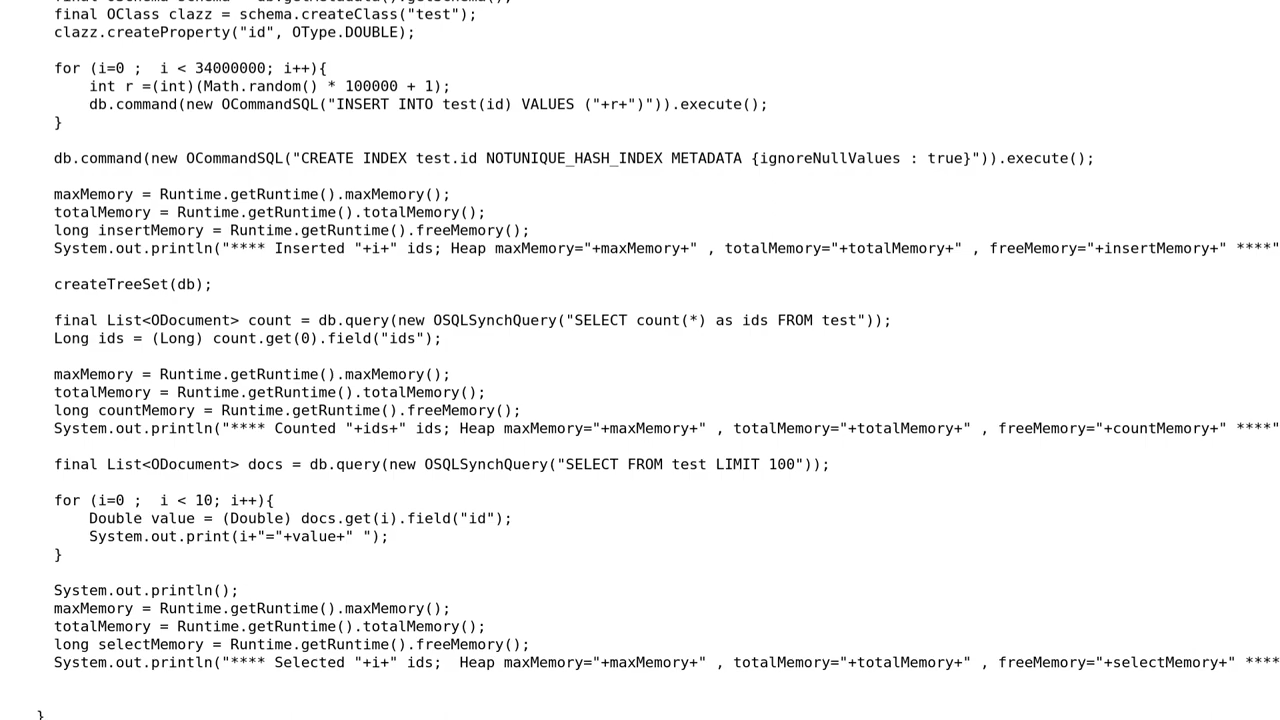 final OClass clazz = schema.createClass("test");
clazz.createProperty("id", OType.DOUBLE);
for (i=0 ;  i < 34000000; i++){
int r =(int)(Math.random() * 100000 + 1);
db.command(new OCommandSQL("INSERT INTO test(id) VALUES ("+r+")")).execute();
}
db.command(new OCommandSQL("CREATE INDEX test.id NOTUNIQUE_HASH_INDEX METADATA {ignoreNullValues : true}")).execute();
maxMemory = Runtime.getRuntime().maxMemory();
totalMemory = Runtime.getRuntime().totalMemory();
long insertMemory = Runtime.getRuntime().freeMemory();
System.out.println("**** Inserted "+i+" ids; Heap maxMemory="+maxMemory+" , totalMemory="+totalMemory+" , freeMemory="+insertMemory+" ****"
createTreeSet(db);
final List<ODocument> count = db.query(new OSQLSynchQuery("SELECT count(*) as ids FROM test"));
Long ids = (Long) count.get(0).field("ids");
maxMemory = Runtime.getRuntime().maxMemory();
totalMemory = Runtime.getRuntime().totalMemory();
long countMemory = Runtime.getRuntime().freeMemory();
System.out.println("**** Counted "+ids+" ids; Heap maxMemory="+maxMemory+" , totalMemory="+totalMemory+" , freeMemory="+countMemory+" ****"
final List<ODocument> docs = db.query(new OSQLSynchQuery("SELECT FROM test LIMIT 100"));
for (i=0 ;  i < 10; i++){
Double value = (Double) docs.get(i).field("id");
System.out.print(i+"="+value+" ");
}
System.out.println();
maxMemory = Runtime.getRuntime().maxMemory();
totalMemory = Runtime.getRuntime().totalMemory();
long selectMemory = Runtime.getRuntime().freeMemory();
System.out.println("**** Selected "+i+" ids;  Heap maxMemory="+maxMemory+" , totalMemory="+totalMemory+" , freeMemory="+selectMemory+" ****
}